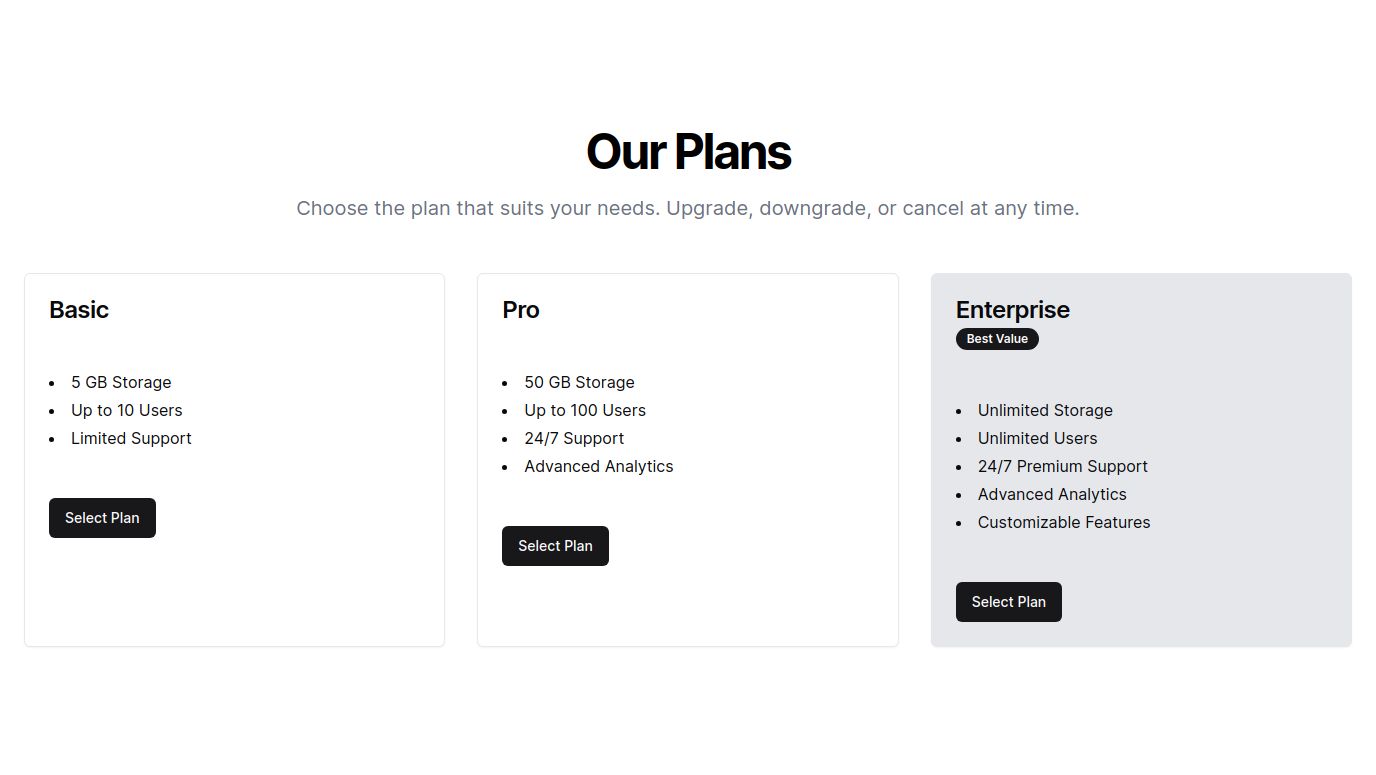 Our Plans
Choose the plan that suits your needs. Upgrade, downgrade, or cancel at any time.
Basic
5 GB Storage
Up to 10 Users
Limited Support
Select Plan
Pro
50 GB Storage
Up to 100 Users
24/7 Support
Advanced Analytics
Select Plan
Enterprise
Best Value
Unlimited Storage
Unlimited Users
24/7 Premium Support
Advanced Analytics
Customizable Features
Select Plan